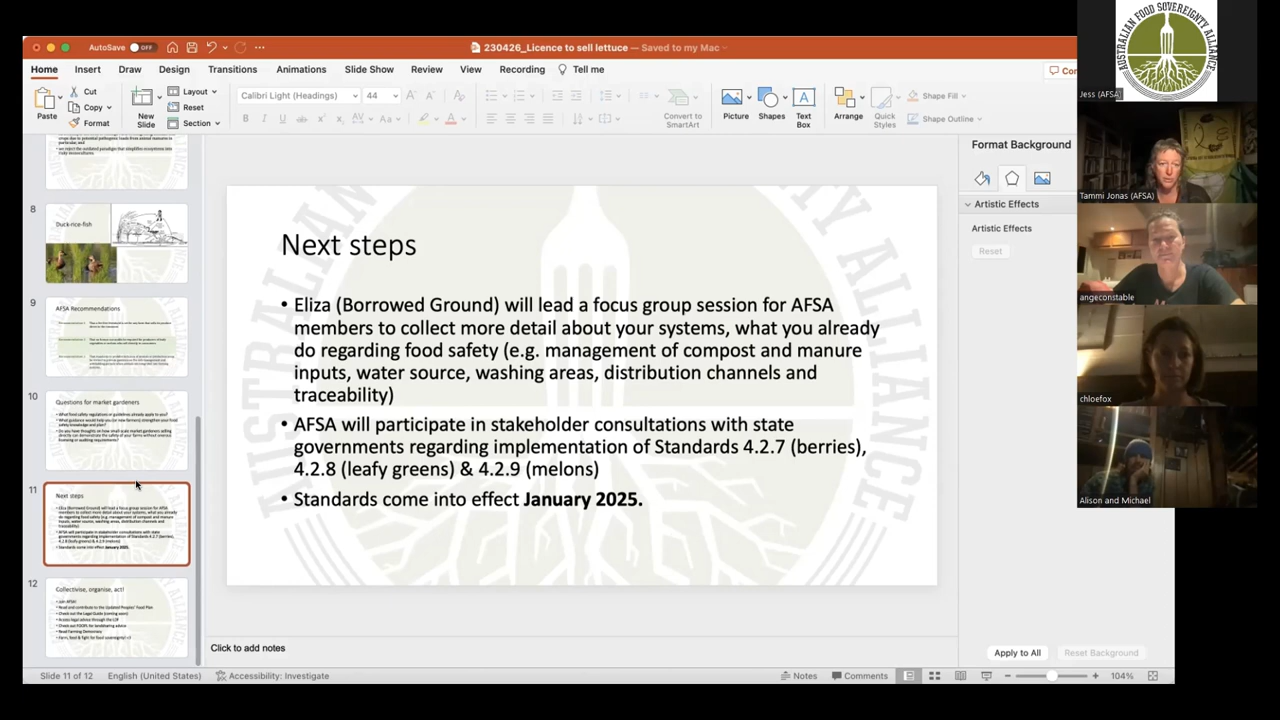 AutoSave OFF
230426_Licence to sell lettuce — Saved to my Mac
Home Insert Draw Design Transitions Animations Slide Show Review View Recording Tell me
Paste
Cut
Copy
Format
New Slide
Layout
Reset
Section
Calibri Light (Headings) 44
Convert to SmartArt
Picture
Shapes
Text Box
Arrange
Quick Styles
Shape Fill
Shape Outline
8
Duck-rice-fish
9
AFSA Recommendations
10
Questions for market gardeners
11
Next steps
12
Collectivise, organise, act!
Next steps
• Eliza (Borrowed Ground) will lead a focus group session for AFSA
members to collect more detail about your systems, what you already
do regarding food safety (e.g. management of compost and manure
inputs, water source, washing areas, distribution channels and
traceability)
• AFSA will participate in stakeholder consultations with state
governments regarding implementation of Standards 4.2.7 (berries),
4.2.8 (leafy greens) & 4.2.9 (melons)
• Standards come into effect January 2025.
Format Background
Artistic Effects
Artistic Effects
Reset
Click to add notes
Apply to All
Reset Background
Slide 11 of 12
English (United States)
Accessibility: Investigate
Notes
Comments
104%
AUSTRALIAN FOOD SOVEREIGNTY ALLIANCE
Jess (AFSA)
Tammi Jonas (AFSA)
angeconstable
chloefox
Alison and Michael